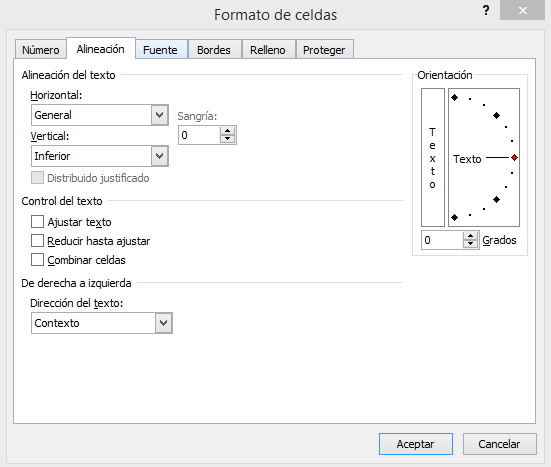 Formato de celdas
?
Número Alineación Fuente Bordes Relleno Proteger
Alineación del texto
Horizontal:
General
Sangría:
0
Vertical:
Inferior
Distribuido justificado
Control del texto
Ajustar texto
Reducir hasta ajustar
Combinar celdas
De derecha a izquierda
Dirección del texto:
Contexto
Orientación
Texto
Texto
0 Grados
Aceptar Cancelar